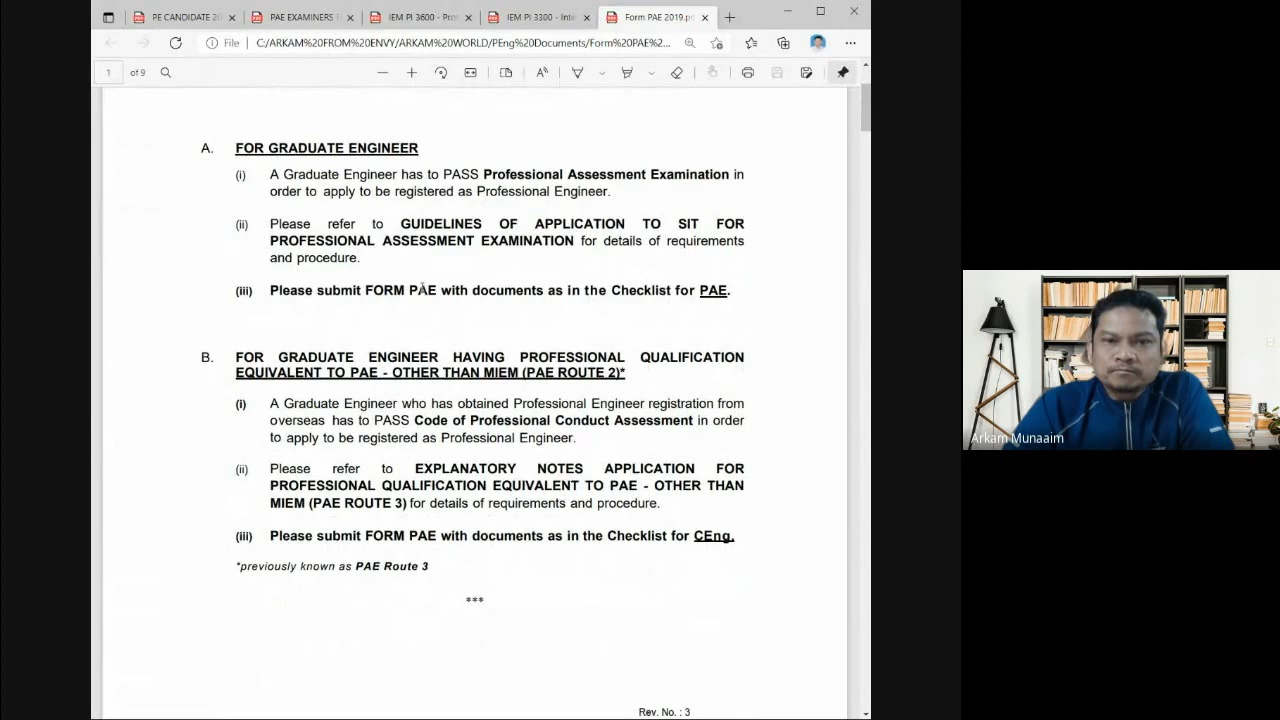 PE CANDIDATE 20
PAE EXAMINERS
IEM PI 3600 - Pro
IEM PI 3300 - Inte
Form PAE 2019.p
File
C:/ARKAM%20FROM%20ENVY/ARKAM%20WORLD/PEng%20Documents/Form%20PAE%2...
1 of 9
A. FOR GRADUATE ENGINEER
(i) A Graduate Engineer has to PASS Professional Assessment Examination in
order to apply to be registered as Professional Engineer.
(ii) Please refer to GUIDELINES OF APPLICATION TO SIT FOR
PROFESSIONAL ASSESSMENT EXAMINATION for details of requirements
and procedure.
(iii) Please submit FORM PAE with documents as in the Checklist for PAE.
B. FOR GRADUATE ENGINEER HAVING PROFESSIONAL QUALIFICATION
EQUIVALENT TO PAE - OTHER THAN MIEM (PAE ROUTE 2)*
(i) A Graduate Engineer who has obtained Professional Engineer registration from
overseas has to PASS Code of Professional Conduct Assessment in order
to apply to be registered as Professional Engineer.
(ii) Please refer to EXPLANATORY NOTES APPLICATION FOR
PROFESSIONAL QUALIFICATION EQUIVALENT TO PAE - OTHER THAN
MIEM (PAE ROUTE 3) for details of requirements and procedure.
(iii) Please submit FORM PAE with documents as in the Checklist for CEng.
*previously known as PAE Route 3
***
Rev. No. : 3
Arkam Munaaim